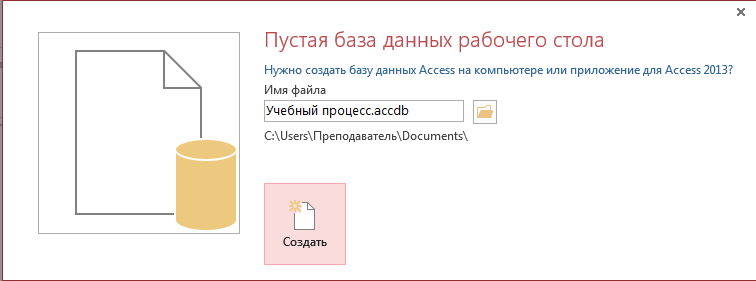 Пустая база данных рабочего стола
Нужно создать базу данных Access на компьютере или приложение для Access 2013?
Имя файла
Учебный процесс.accdb
C:\Users\Преподаватель\Documents\
Создать